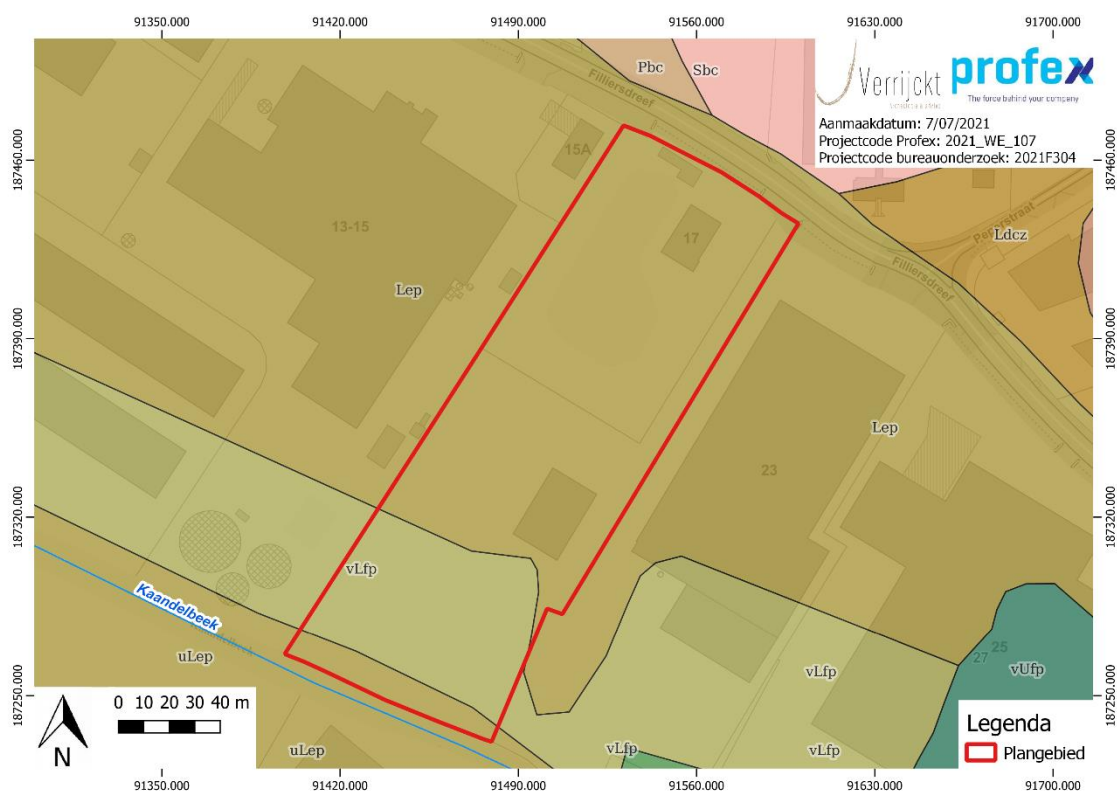 91350.000 91420.000 91490.000 91560.000 91630.000 91700.000
Pbc
Sbc
Filliersdreef
Verrijckt
profex
The force behind your company
Aanmaakdatum: 7/07/2021
Projectcode Profex: 2021_WE_107
Projectcode bureauonderzoek: 2021F304
187460.000
15A
187460.000
13-15
17
Peperstraat
Ldcz
Filliersdreef
Lep
187390.000
187390.000
Lep
23
187320.000
187320.000
vLfp
Kaandelbeek
uLep
25
27
vUfp
vLfp
187250.000
187250.000
0 10 20 30 40 m
N
uLep
vLfp
vLfp
Legenda
Plangebied
91350.000 91420.000 91490.000 91560.000 91630.000 91700.000